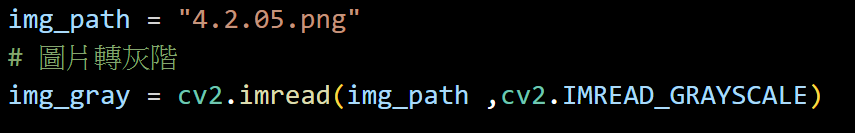 img_path = "4.2.05.png"
# 圖片轉灰階
img_gray = cv2.imread(img_path ,cv2.IMREAD_GRAYSCALE)